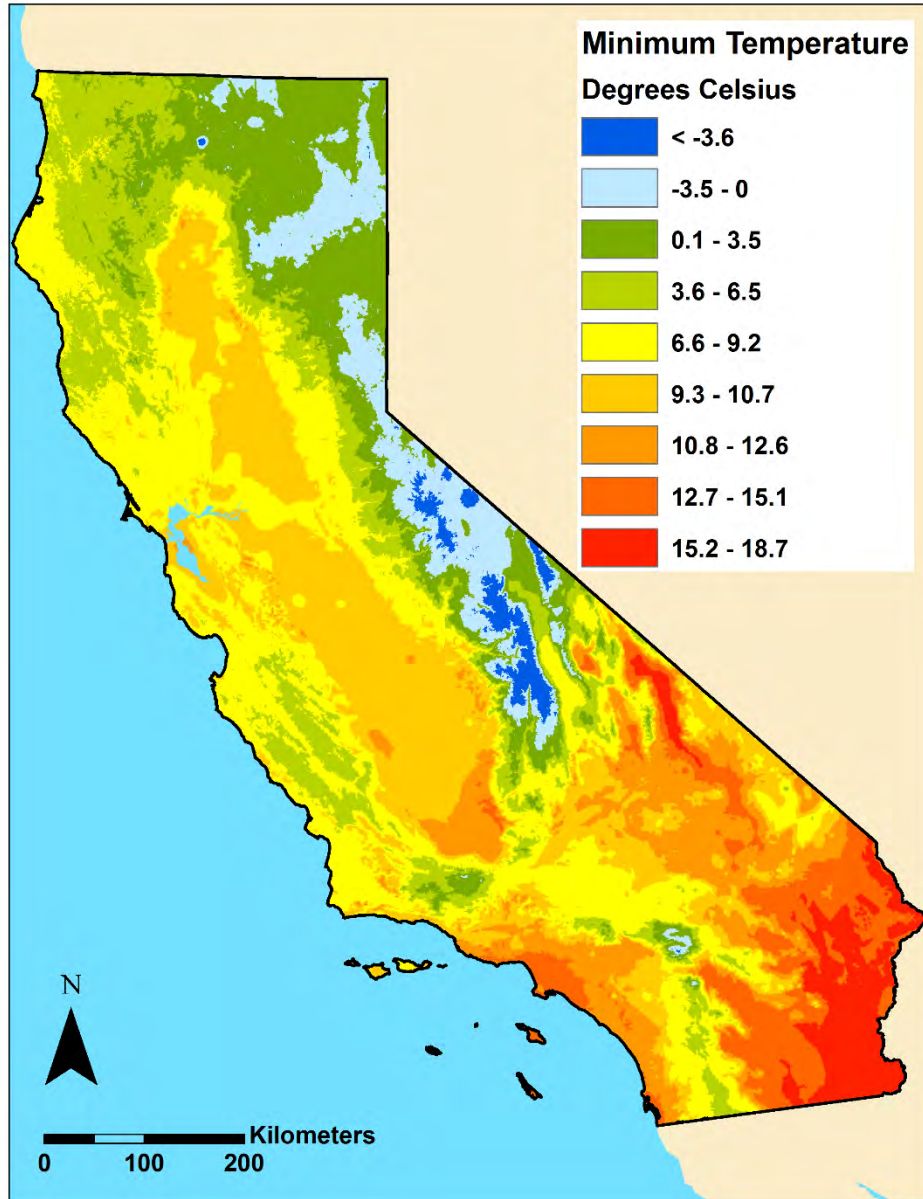 Minimum Temperature
Degrees Celsius
< -3.6
-3.5 - 0
0.1 - 3.5
3.6 - 6.5
6.6 - 9.2
9.3 - 10.7
10.8 - 12.6
12.7 - 15.1
15.2 - 18.7
N
Kilometers
0 100 200